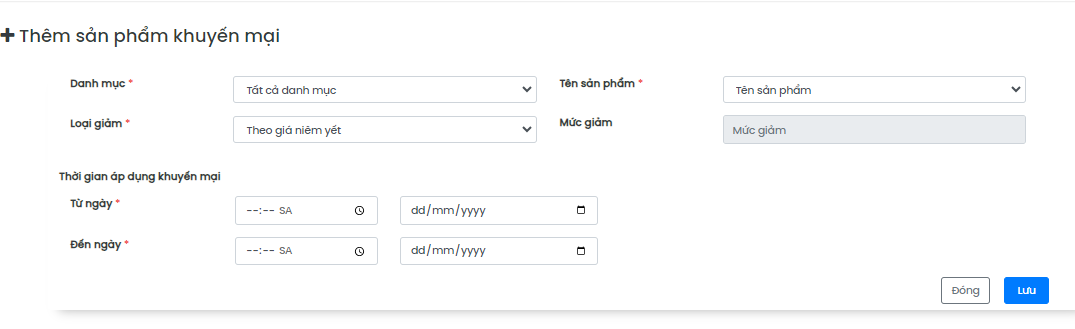 Thêm sản phẩm khuyến mại
Danh mục * Tất cả danh mục Tên sản phẩm * Tên sản phẩm
Loại giảm * Theo giá niêm yết Mức giảm Mức giảm
Thời gian áp dụng khuyến mại
Từ ngày * --:-- SA dd/mm/yyyy
Đến ngày * --:-- SA dd/mm/yyyy
Đóng Lưu